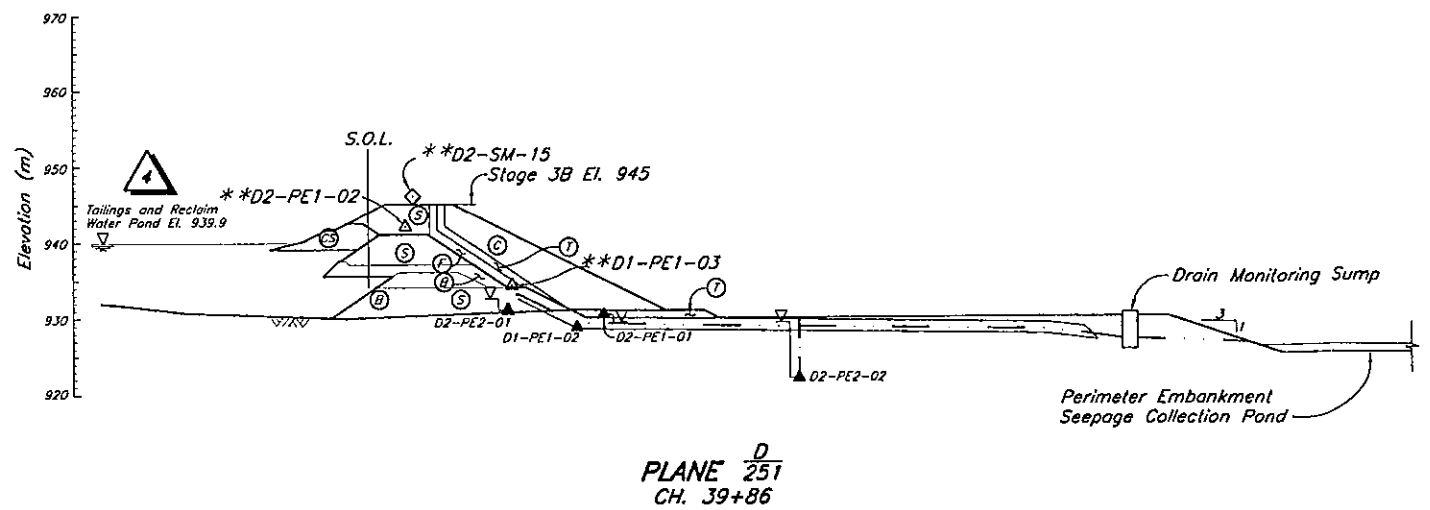 970
960
950
940
930
920
Elevation (m)
4
Tailings and Reclaim
Water Pond El. 939.9
S.O.L.
**D2-SM-15
Stage 3B El. 945
**D2-PE1-02
S
CS
S
C
T
F
B
**D1-PE1-03
B
S
T
D2-PE2-01
D1-PE1-02
D2-PE1-01
D2-PE2-02
Drain Monitoring Sump
3
1
Perimeter Embankment
Seepage Collection Pond
PLANE D
251
CH. 39+86